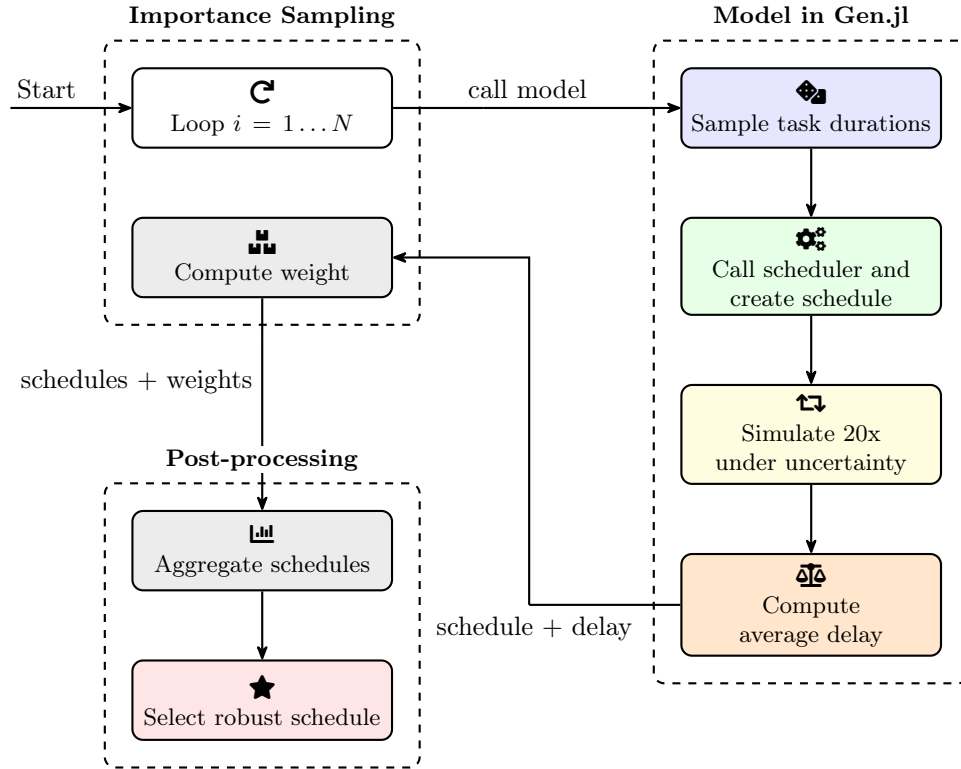 Importance Sampling
Model in Gen.jl
Start
Loop i = 1 . . . N
call model
Sample task durations
Compute weight
Call scheduler and
create schedule
schedules + weights
Simulate 20x
under uncertainty
Post-processing
Aggregate schedules
Compute
average delay
schedule + delay
Select robust schedule